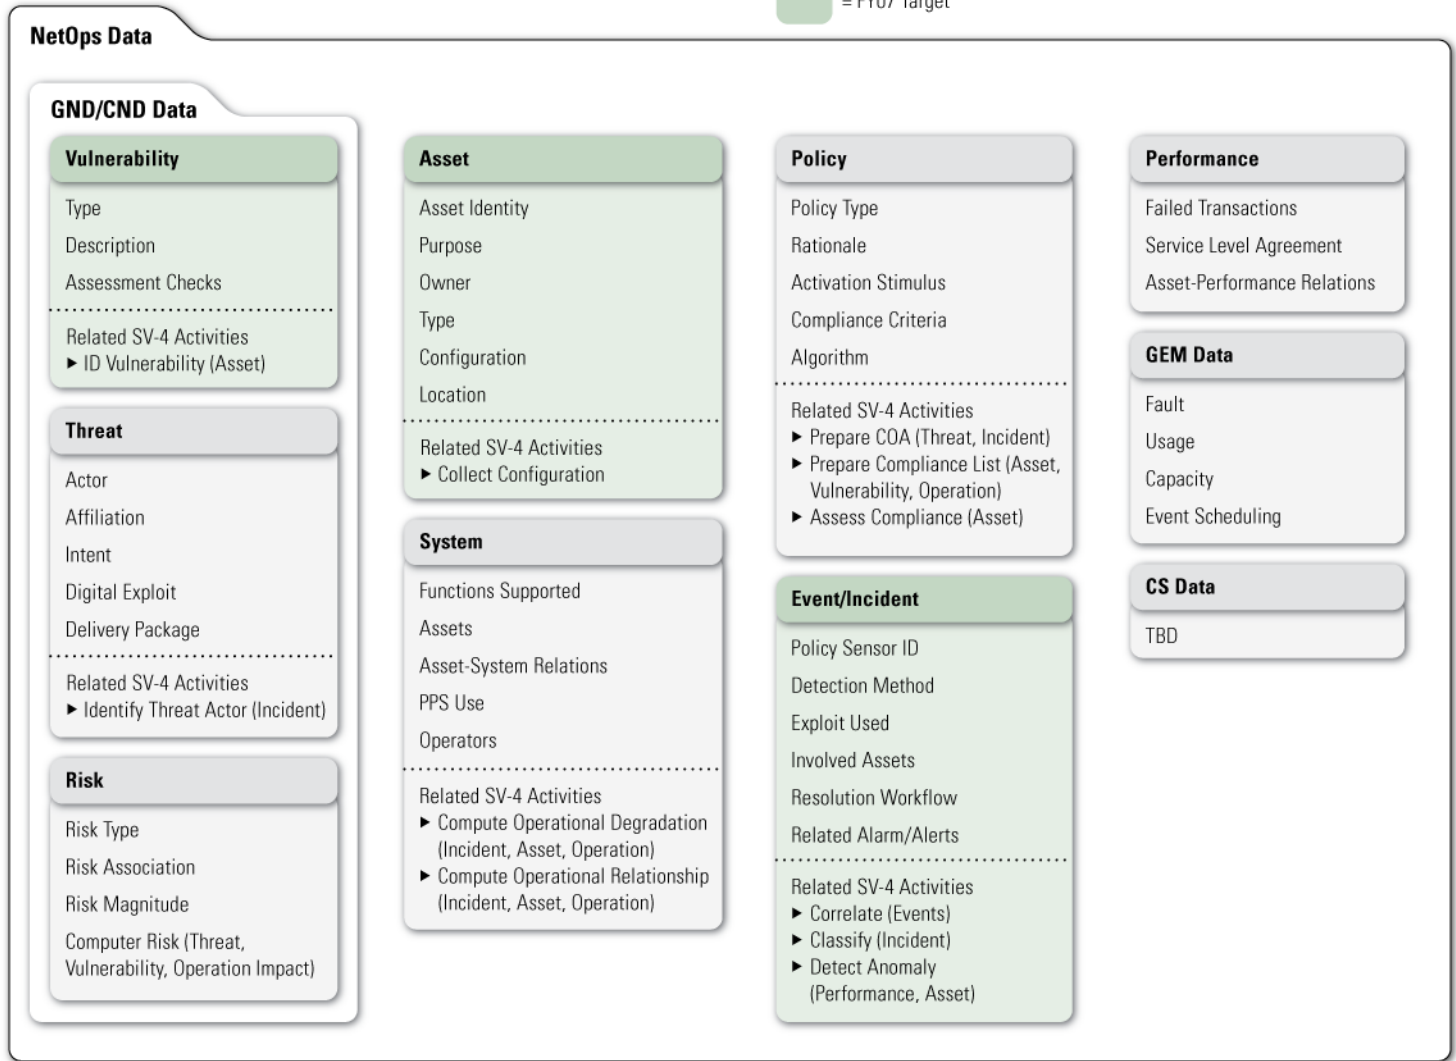 = FY07 Target
NetOps Data
GND/CND Data
Vulnerability
Type
Description
Assessment Checks
Related SV-4 Activities
▶ ID Vulnerability (Asset)
Threat
Actor
Affiliation
Intent
Digital Exploit
Delivery Package
Related SV-4 Activities
▶ Identify Threat Actor (Incident)
Risk
Risk Type
Risk Association
Risk Magnitude
Computer Risk (Threat,
Vulnerability, Operation Impact)
Asset
Asset Identity
Purpose
Owner
Type
Configuration
Location
Related SV-4 Activities
▶ Collect Configuration
System
Functions Supported
Assets
Asset-System Relations
PPS Use
Operators
Related SV-4 Activities
▶ Compute Operational Degradation
(Incident, Asset, Operation)
▶ Compute Operational Relationship
(Incident, Asset, Operation)
Policy
Policy Type
Rationale
Activation Stimulus
Compliance Criteria
Algorithm
Related SV-4 Activities
▶ Prepare COA (Threat, Incident)
▶ Prepare Compliance List (Asset,
Vulnerability, Operation)
▶ Assess Compliance (Asset)
Event/Incident
Policy Sensor ID
Detection Method
Exploit Used
Involved Assets
Resolution Workflow
Related Alarm/Alerts
Related SV-4 Activities
▶ Correlate (Events)
▶ Classify (Incident)
▶ Detect Anomaly
(Performance, Asset)
Performance
Failed Transactions
Service Level Agreement
Asset-Performance Relations
GEM Data
Fault
Usage
Capacity
Event Scheduling
CS Data
TBD